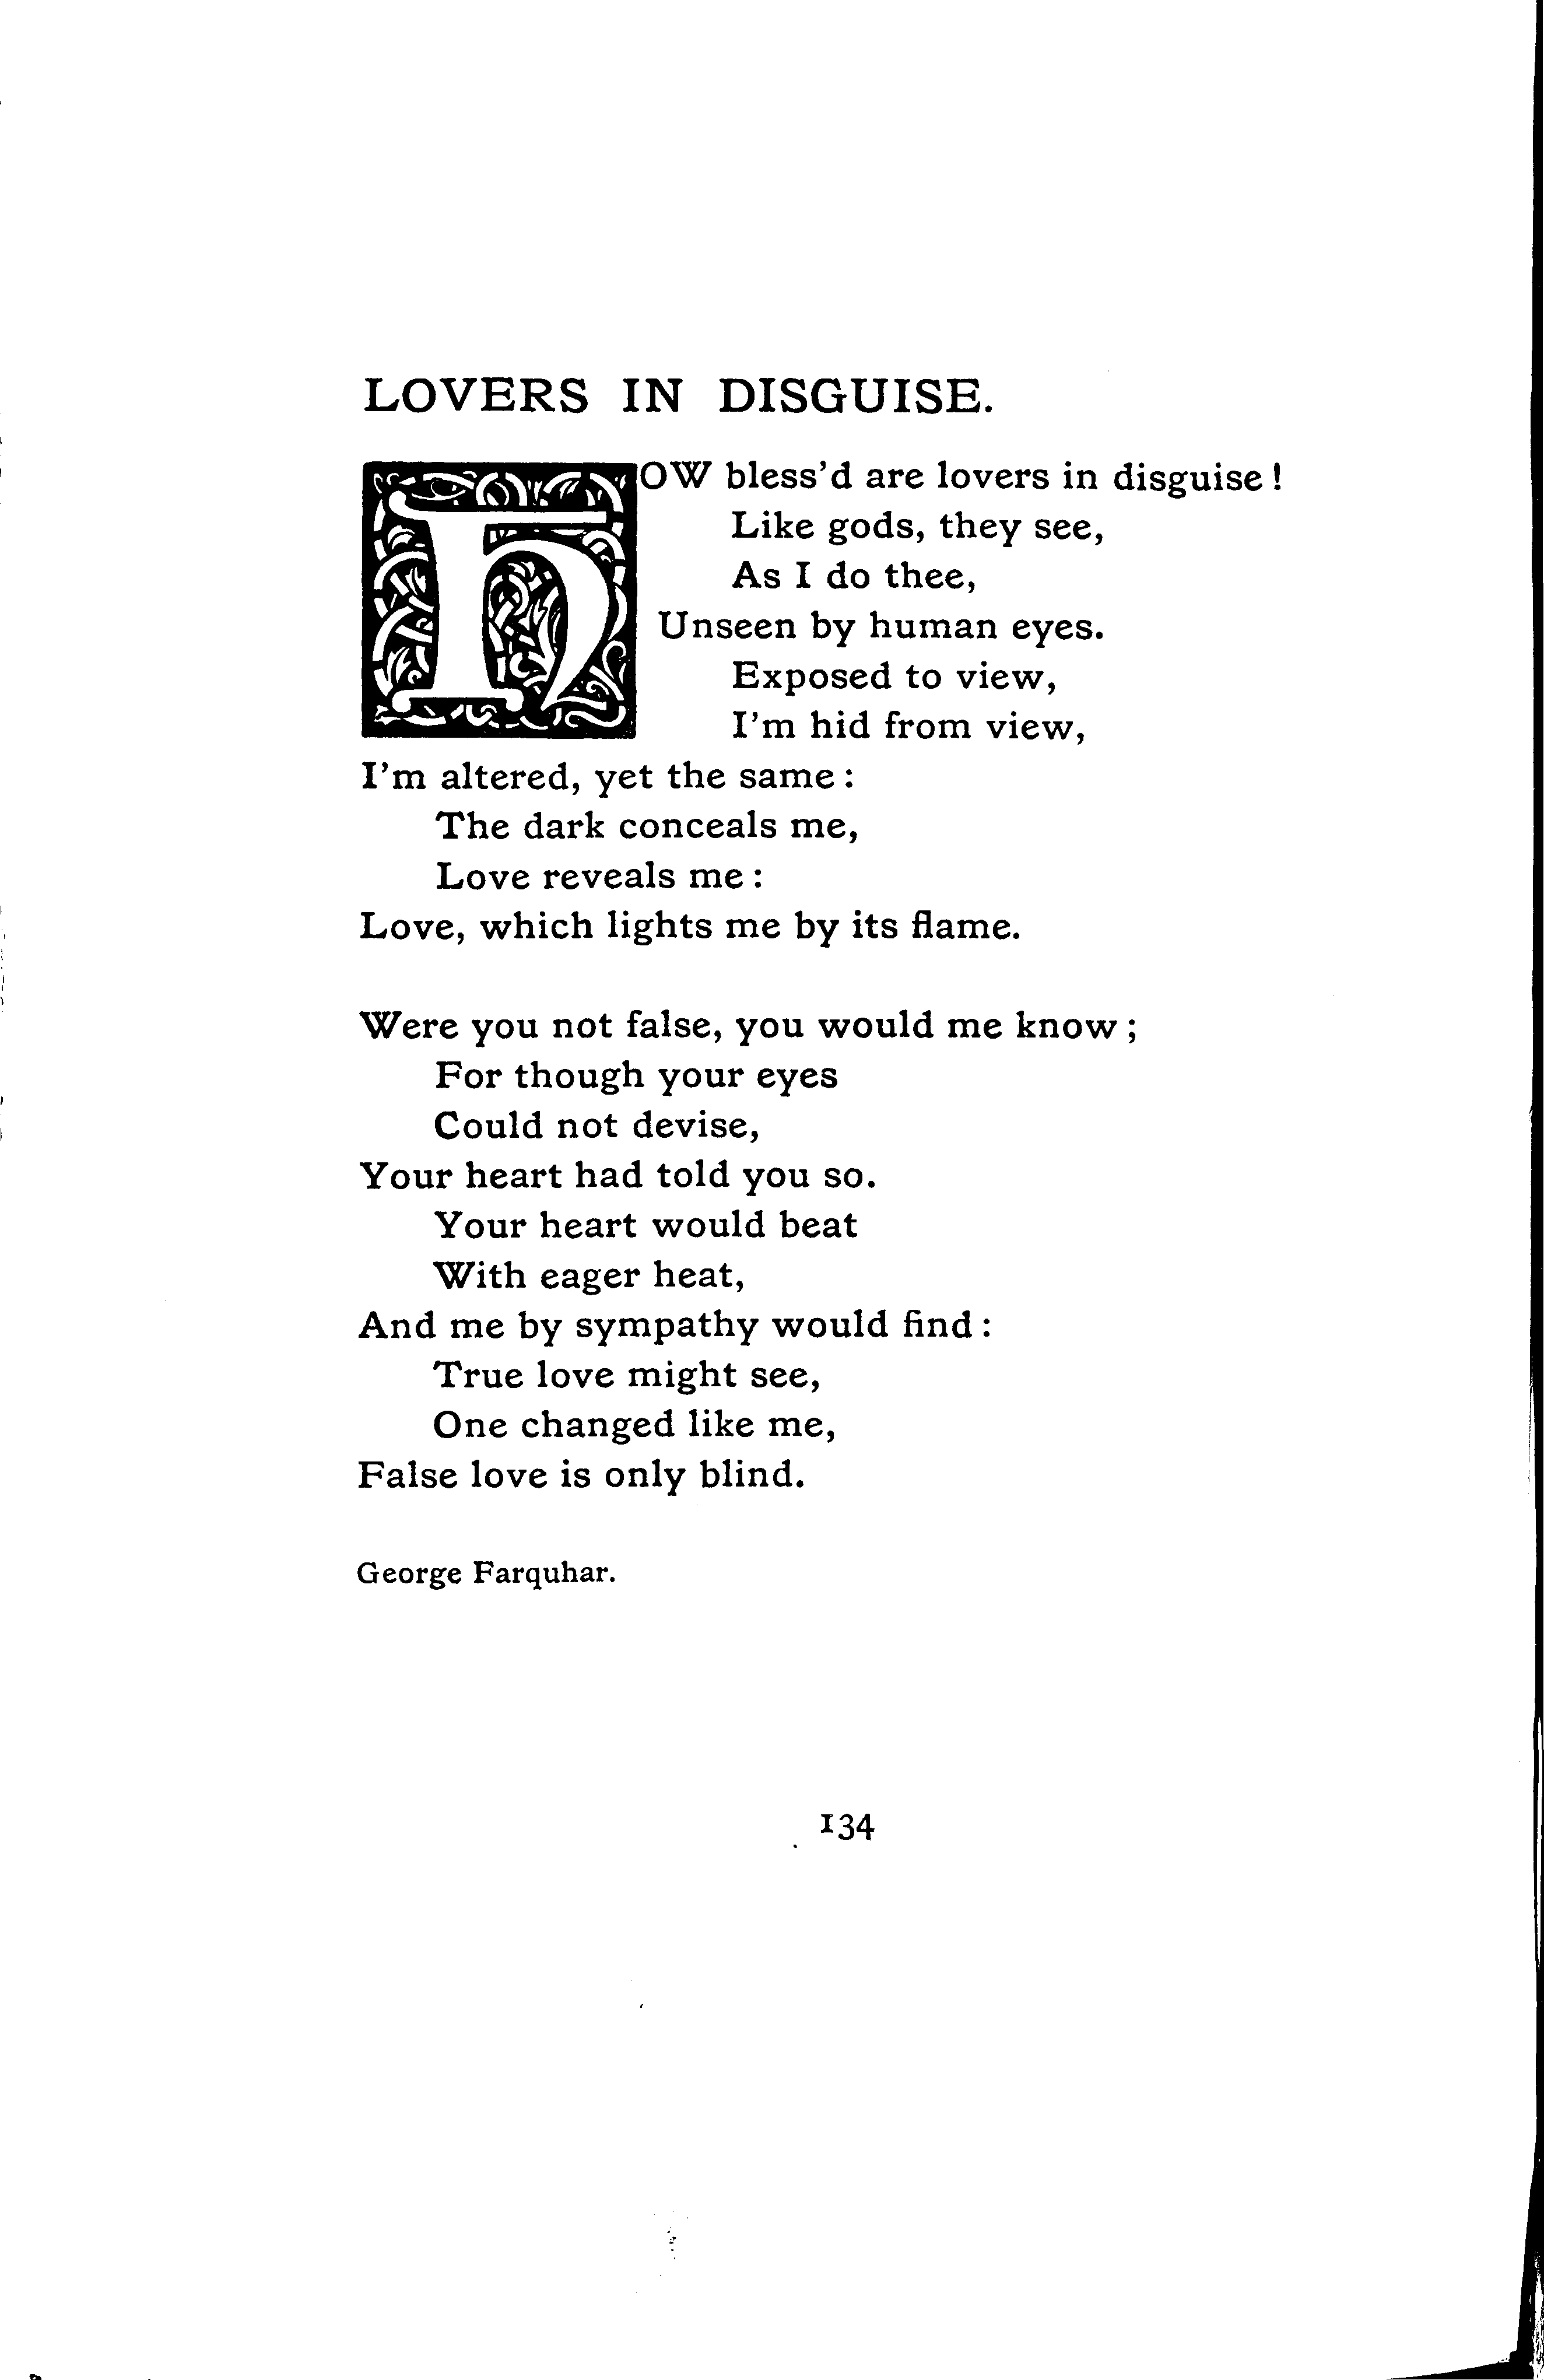 LOVERS IN DISGUISE.
HOW bless'd are lovers in disguise !
Like gods, they see,
As I do thee,
Unseen by human eyes.
Exposed to view,
I'm hid from view,
I'm altered, yet the same :
The dark conceals me,
Love reveals me :
Love, which lights me by its flame.

Were you not false, you would me know ;
For though your eyes
Could not devise,
Your heart had told you so.
Your heart would beat
With eager heat,
And me by sympathy would find :
True love might see,
One changed like me,
False love is only blind.

George Farquhar.

134